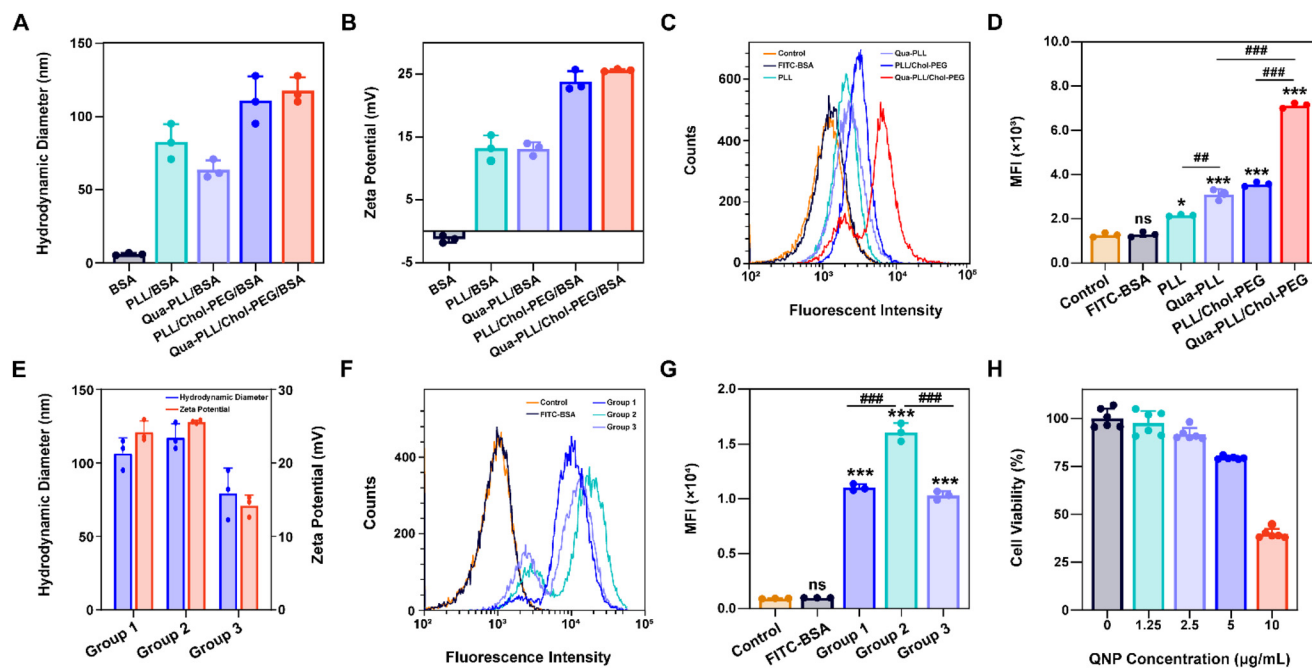 A
Hydrodynamic Diameter (nm)
150
100
50
0
BSA
PLL/BSA
Qua-PLL/BSA
PLL/Chol-PEG/BSA
Qua-PLL/Chol-PEG/BSA
B
Zeta Potential (mV)
25
15
5
-5
BSA
PLL/BSA
Qua-PLL/BSA
PLL/Chol-PEG/BSA
Qua-PLL/Chol-PEG/BSA
C
Control
FITC-BSA
PLL
Qua-PLL
PLL/Chol-PEG
Qua-PLL/Chol-PEG
Counts
600
400
200
0
10² 10³ 10⁴ 10⁵
Fluorescent Intensity
D
MFI (×10³)
10.0
8.0
6.0
4.0
2.0
0.0
###
###
***
##
***
***
*
ns
Control
FITC-BSA
PLL
Qua-PLL
PLL/Chol-PEG
Qua-PLL/Chol-PEG
E
Hydrodynamic Diameter (nm)
150
100
50
0
Hydrodynamic Diameter
Zeta Potential
30
20
10
0
Zeta Potential (mV)
Group 1
Group 2
Group 3
F
Control
FITC-BSA
Group 1
Group 2
Group 3
Counts
400
200
0
10² 10³ 10⁴ 10⁵
Fluorescence Intensity
G
MFI (×10⁴)
2.0
1.5
1.0
0.5
0.0
### ###
***
***
***
ns
Control
FITC-BSA
Group 1
Group 2
Group 3
H
Cell Viability (%)
100
75
50
25
0
0 1.25 2.5 5 10
QNP Concentration (μg/mL)